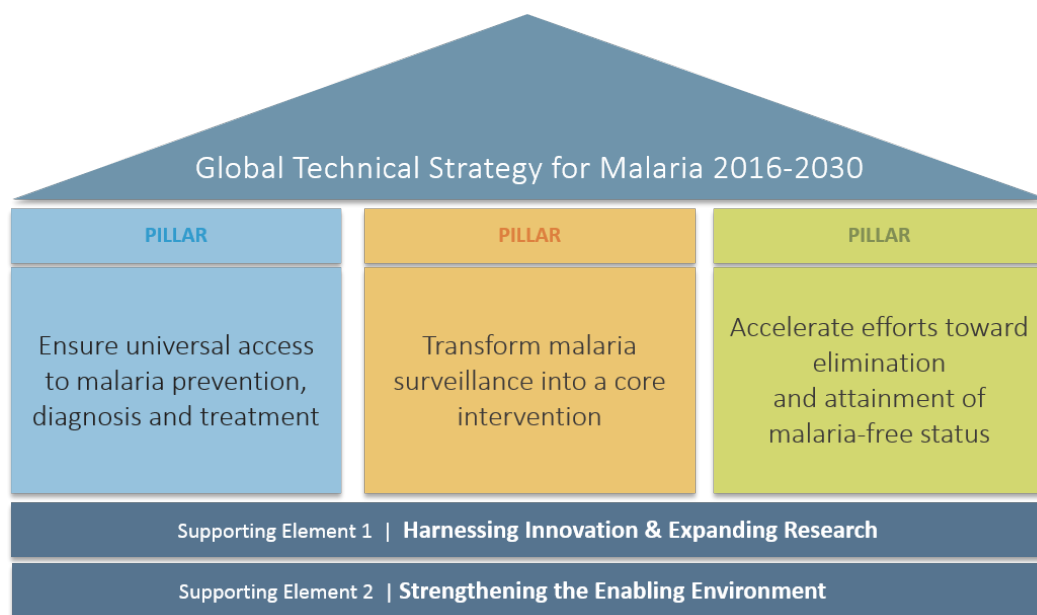 Global Technical Strategy for Malaria 2016-2030
PILLAR
Ensure universal access
to malaria prevention,
diagnosis and treatment
PILLAR
Transform malaria
surveillance into a core
intervention
PILLAR
Accelerate efforts toward
elimination
and attainment of
malaria-free status
Supporting Element 1 | Harnessing Innovation & Expanding Research
Supporting Element 2 | Strengthening the Enabling Environment